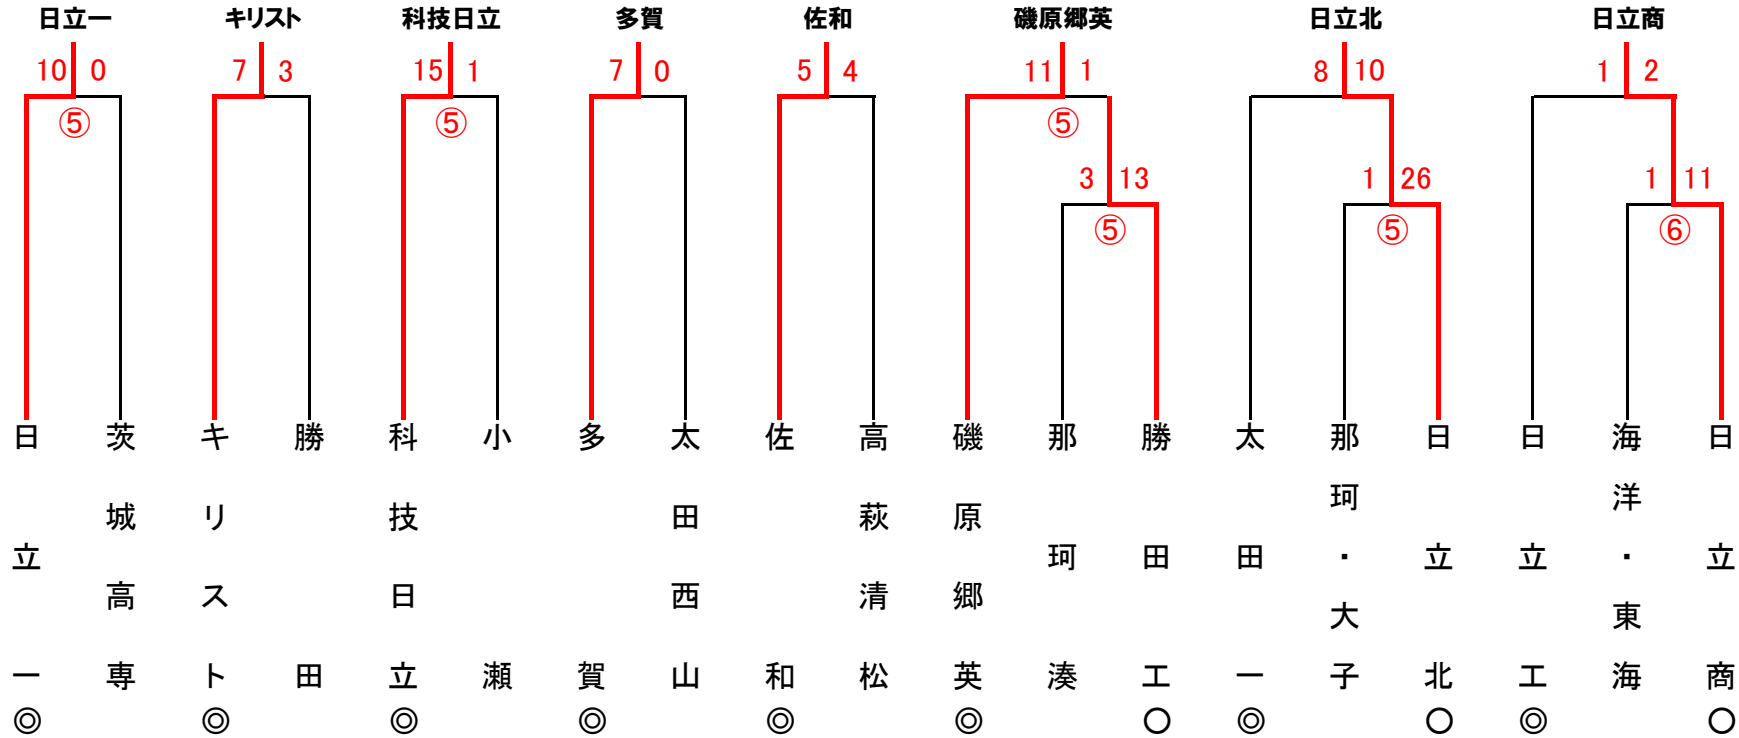 日立一 キリスト 科技日立 多賀 佐和 磯原郷英 日立北 日立商
10 0 7 3 15 1 7 0 5 4 11 1 8 10 1 2
⑤ ⑤ ⑤
3 13 1 26 1 11
⑤ ⑤ ⑥
日立一
茨城高専
キリスト
勝田
科技日立
小瀬
多賀
太田西山
佐和
高萩清松
磯原郷英
那珂湊
勝田工
太田一
那珂・大子
日立北
日立工
海洋・東海
日立商
◎ ◎ ◎ ◎ ◎ ◎ ○ ◎ ○ ◎ ○